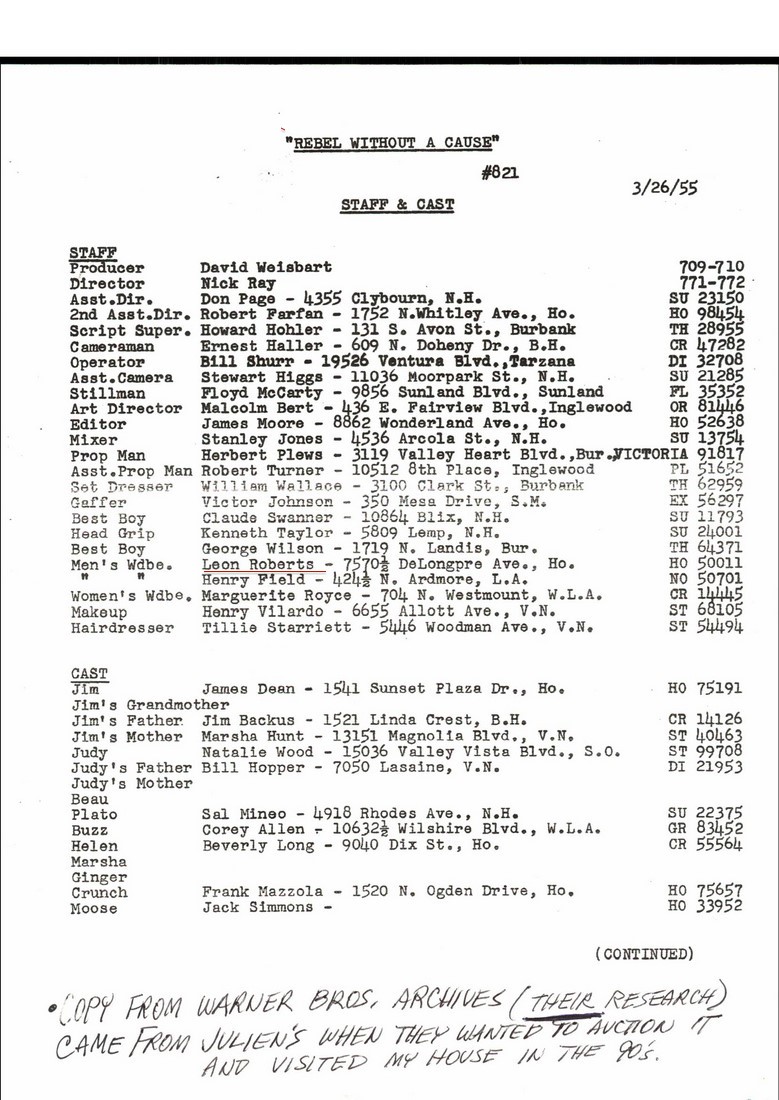 "REBEL WITHOUT A CAUSE"
#821
3/26/55
STAFF & CAST
STAFF
Producer David Weisbart 709-710
Director Nick Ray 771-772
Asst.Dir. Don Page - 4355 Clybourn, N.H. SU 23150
2nd Asst.Dir. Robert Farfan - 1752 N.Whitley Ave., Ho. HO 98454
Script Super. Howard Hohler - 131 S. Avon St., Burbank TH 28955
Cameraman Ernest Haller - 609 N. Doheny Dr., B.H. CR 47282
Operator Bill Shurr - 19526 Ventura Blvd.,Tarzana DI 32708
Asst.Camera Stewart Higgs - 11036 Moorpark St., N.H. SU 21285
Stillman Floyd McCarty - 9856 Sunland Blvd., Sunland FL 35352
Art Director Malcolm Bert - 436 E. Fairview Blvd.,Inglewood OR 81446
Editor James Moore - 8862 Wonderland Ave., Ho. HO 52638
Mixer Stanley Jones - 4536 Arcola St., N.H. SU 13754
Prop Man Herbert Plews - 3119 Valley Heart Blvd.,Bur.,VICTORIA 91817
Asst.Prop Man Robert Turner - 10512 8th Place, Inglewood PL 51652
Set Dresser William Wallace - 3100 Clark St., Burbank TH 62959
Gaffer Victor Johnson - 350 Mesa Drive, S.M. EX 56297
Best Boy Claude Swanner - 10864 Blix, N.H. SU 11793
Head Grip Kenneth Taylor - 5809 Lemp, N.H. SU 24001
Best Boy George Wilson - 1719 N. Landis, Bur. TH 64371
Men's Wdbe. Leon Roberts - 7570½ DeLongpre Ave., Ho. HO 50011
" " Henry Field - 424½ N. Ardmore, L.A. NO 50701
Women's Wdbe. Marguerite Royce - 704 N. Westmount, W.L.A. CR 14445
Makeup Henry Vilardo - 6655 Allott Ave., V.N. ST 68105
Hairdresser Tillie Starriett - 5446 Woodman Ave., V.N. ST 54494
CAST
Jim James Dean - 1541 Sunset Plaza Dr., Ho. HO 75191
Jim's Grandmother
Jim's Father Jim Backus - 1521 Linda Crest, B.H. CR 14126
Jim's Mother Marsha Hunt - 13151 Magnolia Blvd., V.N. ST 40463
Judy Natalie Wood - 15036 Valley Vista Blvd., S.O. ST 99708
Judy's Father Bill Hopper - 7050 Lasaine, V.N. DI 21953
Judy's Mother
Beau
Plato Sal Mineo - 4918 Rhodes Ave., N.H. SU 22375
Buzz Corey Allen - 10632½ Wilshire Blvd., W.L.A. GR 83452
Helen Beverly Long - 9040 Dix St., Ho. CR 55564
Marsha
Ginger
Crunch Frank Mazzola - 1520 N. Ogden Drive, Ho. HO 75657
Moose Jack Simmons - HO 33952
(CONTINUED)
• COPY FROM WARNER BROS. ARCHIVES (THEIR RESEARCH)
CAME FROM JULIEN'S WHEN THEY WANTED TO AUCTION IT
AND VISITED MY HOUSE IN THE 90's.